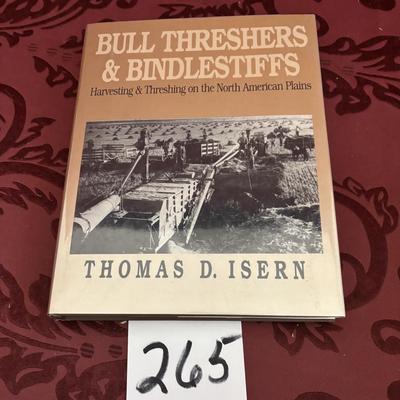 BULL THRESHERS
& BINDLESTIFFS
Harvesting & Threshing on the North American Plains
THOMAS D. ISERN
265